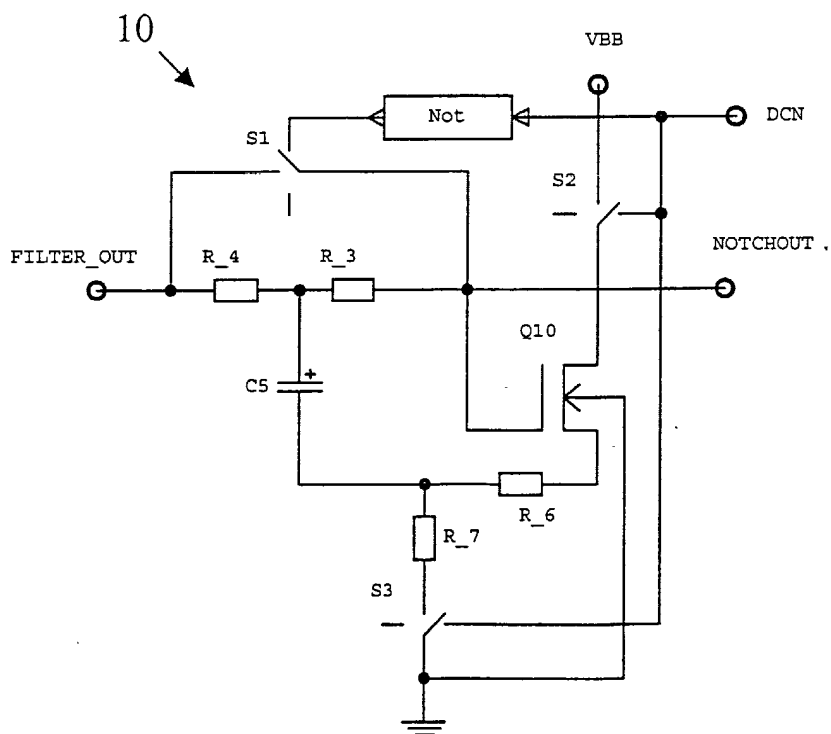 10
VBB
Not
DCN
S1
S2
FILTER_OUT
R_4
R_3
NOTCHOUT .
Q10
C5
+
R_6
R_7
S3